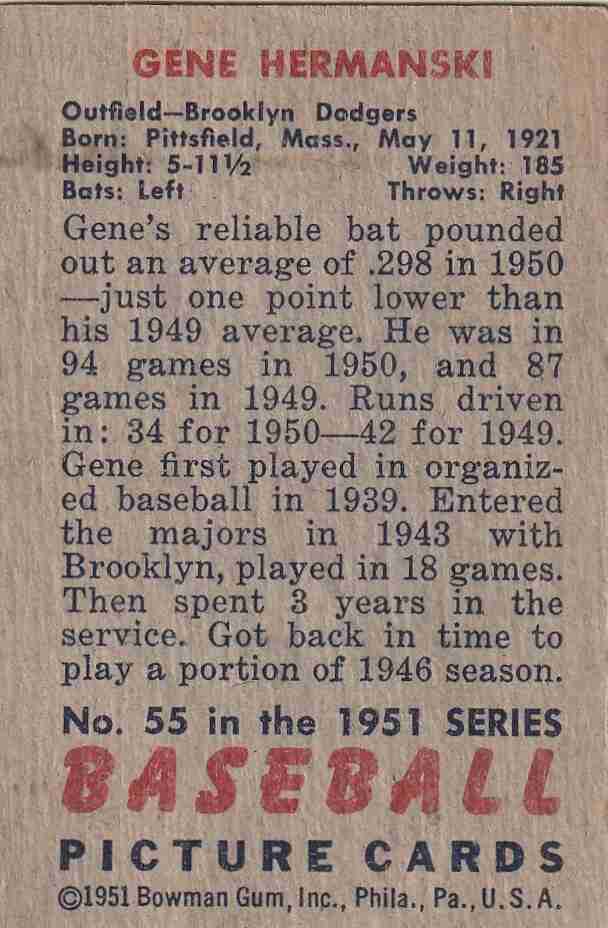 GENE HERMANSKI
Outfield—Brooklyn Dodgers
Born: Pittsfield, Mass., May 11, 1921
Height: 5-11½ Weight: 185
Bats: Left Throws: Right
Gene's reliable bat pounded
out an average of .298 in 1950
—just one point lower than
his 1949 average. He was in
94 games in 1950, and 87
games in 1949. Runs driven
in: 34 for 1950—42 for 1949.
Gene first played in organiz-
ed baseball in 1939. Entered
the majors in 1943 with
Brooklyn, played in 18 games.
Then spent 3 years in the
service. Got back in time to
play a portion of 1946 season.
No. 55 in the 1951 SERIES
BASEBALL
PICTURE CARDS
©1951 Bowman Gum, Inc., Phila., Pa., U.S.A.